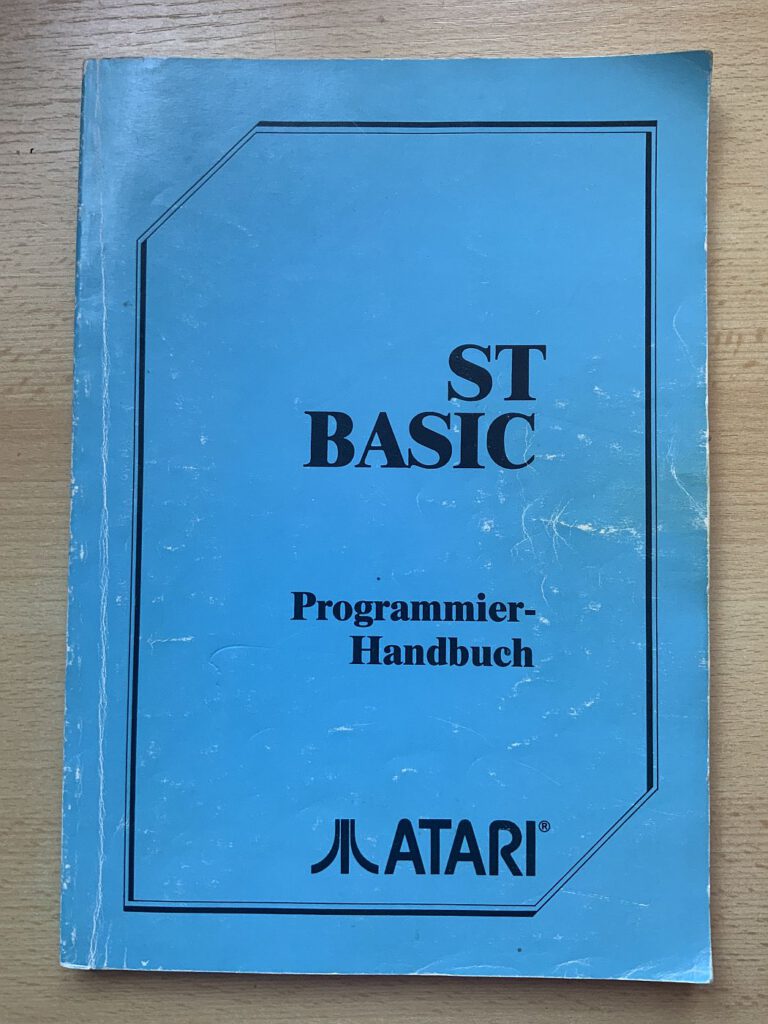 ST
BASIC
Programmier-
Handbuch
ATARI®